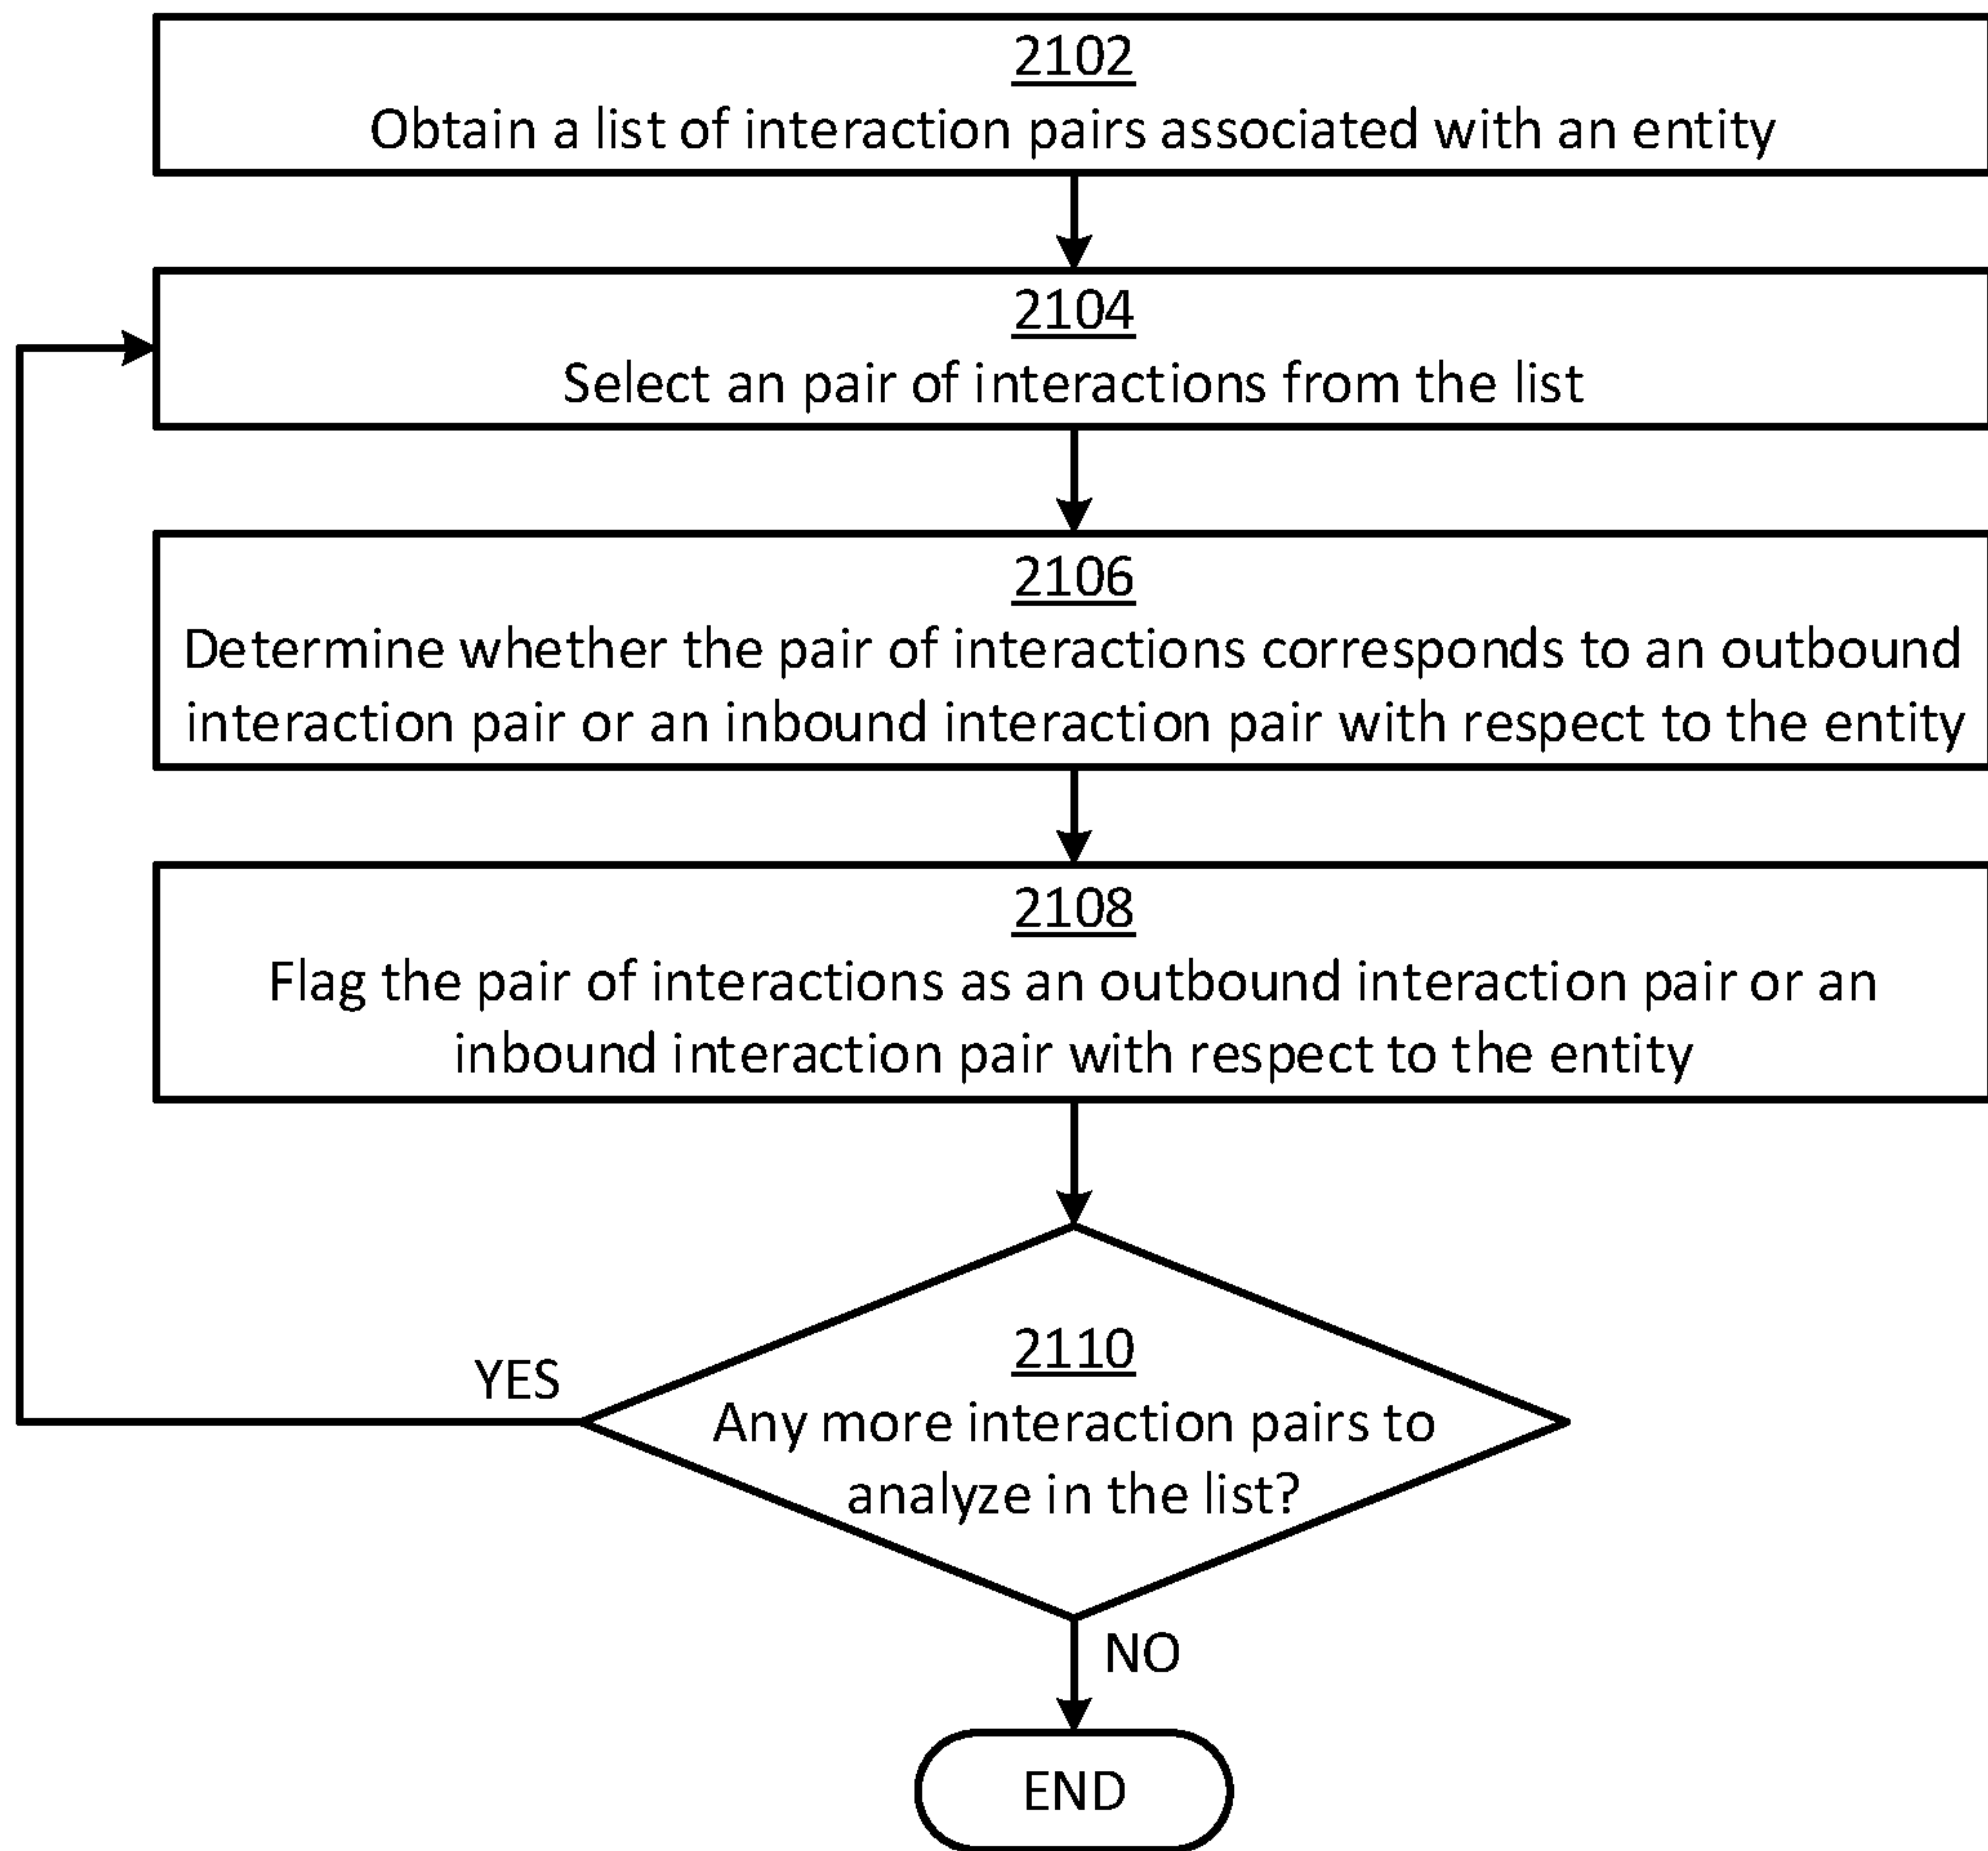 2102
Obtain a list of interaction pairs associated with an entity
2104
Select an pair of interactions from the list
2106
Determine whether the pair of interactions corresponds to an outbound
interaction pair or an inbound interaction pair with respect to the entity
2108
Flag the pair of interactions as an outbound interaction pair or an
inbound interaction pair with respect to the entity
2110
Any more interaction pairs to
analyze in the list?
YES
NO
END